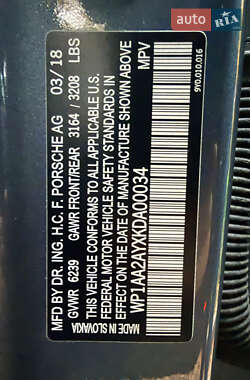 AUTO RIA
MFD BY DR. ING. H.C. F. PORSCHE AG 03/18
GVWR 6239 GAWR FRONT/REAR 3164 / 3208 LBS
THIS VEHICLE CONFORMS TO ALL APPLICABLE U.S.
FEDERAL MOTOR VEHICLE SAFETY STANDARDS IN
EFFECT ON THE DATE OF MANUFACTURE SHOWN ABOVE
WP1AA2AYXKDA00034 MPV
MADE IN SLOVAKIA
9Y0.010.016